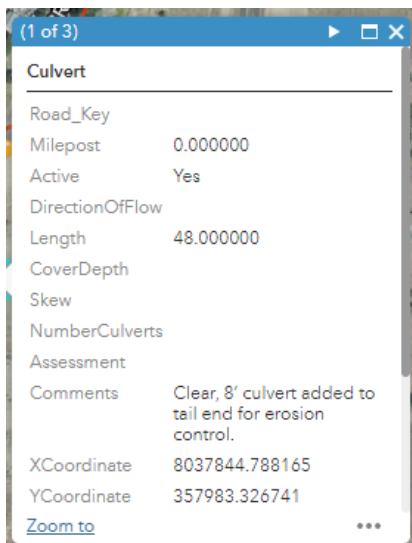 (1 of 3)
Culvert
Road_Key
Milepost 0.000000
Active Yes
DirectionOfFlow
Length 48.000000
CoverDepth
Skew
NumberCulverts
Assessment
Comments Clear, 8' culvert added to
tail end for erosion
control.
XCoordinate 8037844.788165
YCoordinate 357983.326741
Zoom to